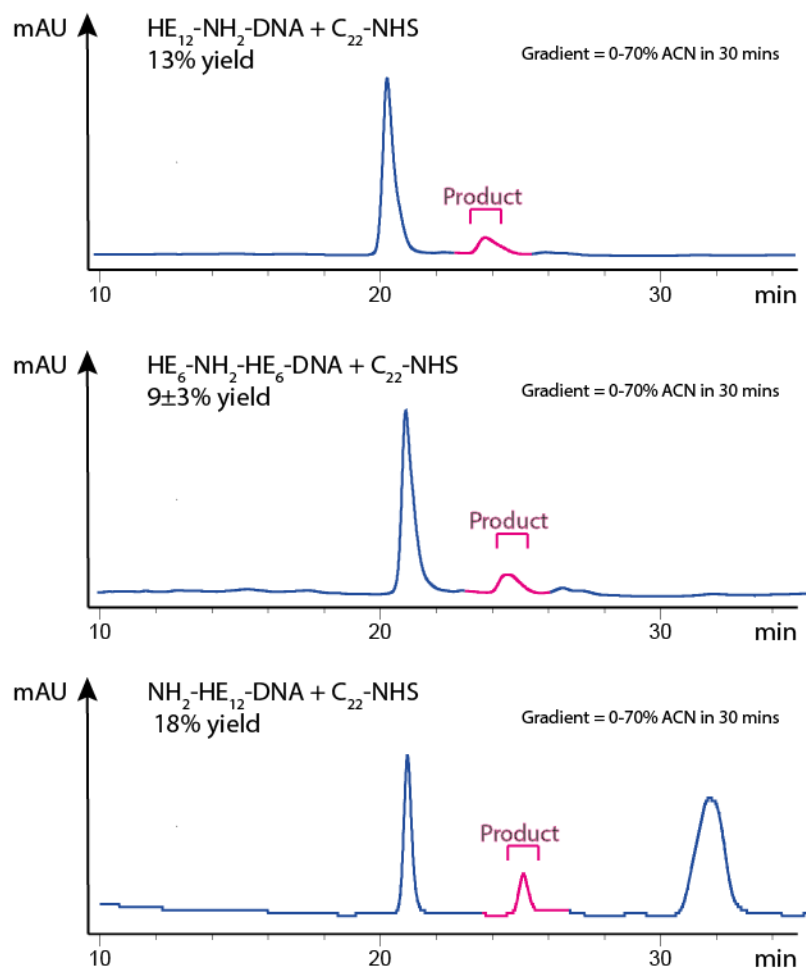 mAU
HE₁₂-NH₂-DNA + C₂₂-NHS
13% yield
Gradient = 0-70% ACN in 30 mins
Product
10 20 30 min
mAU
HE₆-NH₂-HE₆-DNA + C₂₂-NHS
9±3% yield
Gradient = 0-70% ACN in 30 mins
Product
10 20 30 min
mAU
NH₂-HE₁₂-DNA + C₂₂-NHS
18% yield
Gradient = 0-70% ACN in 30 mins
Product
10 20 30 min